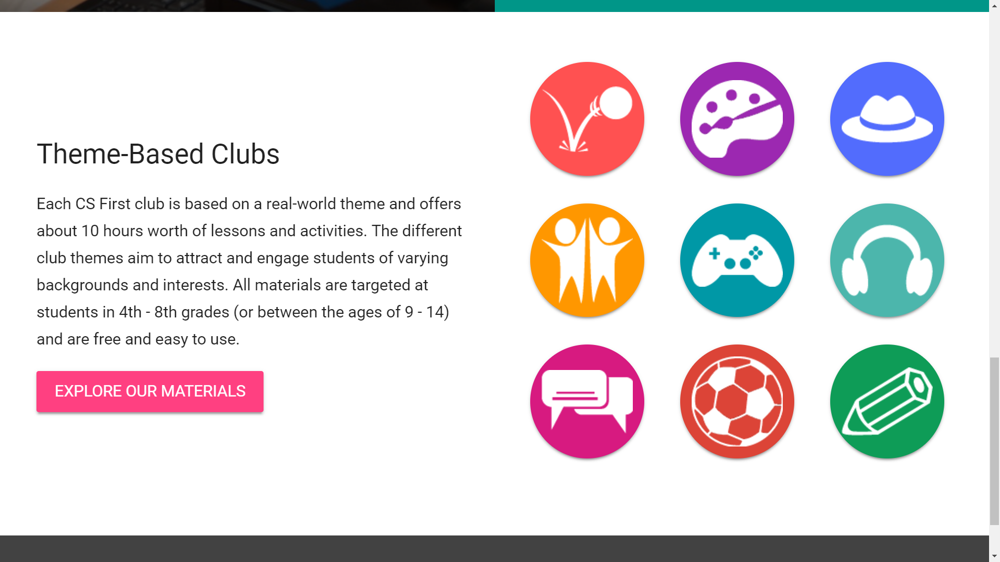 Theme-Based Clubs
Each CS First club is based on a real-world theme and offers
about 10 hours worth of lessons and activities. The different
club themes aim to attract and engage students of varying
backgrounds and interests. All materials are targeted at
students in 4th - 8th grades (or between the ages of 9 - 14)
and are free and easy to use.
EXPLORE OUR MATERIALS